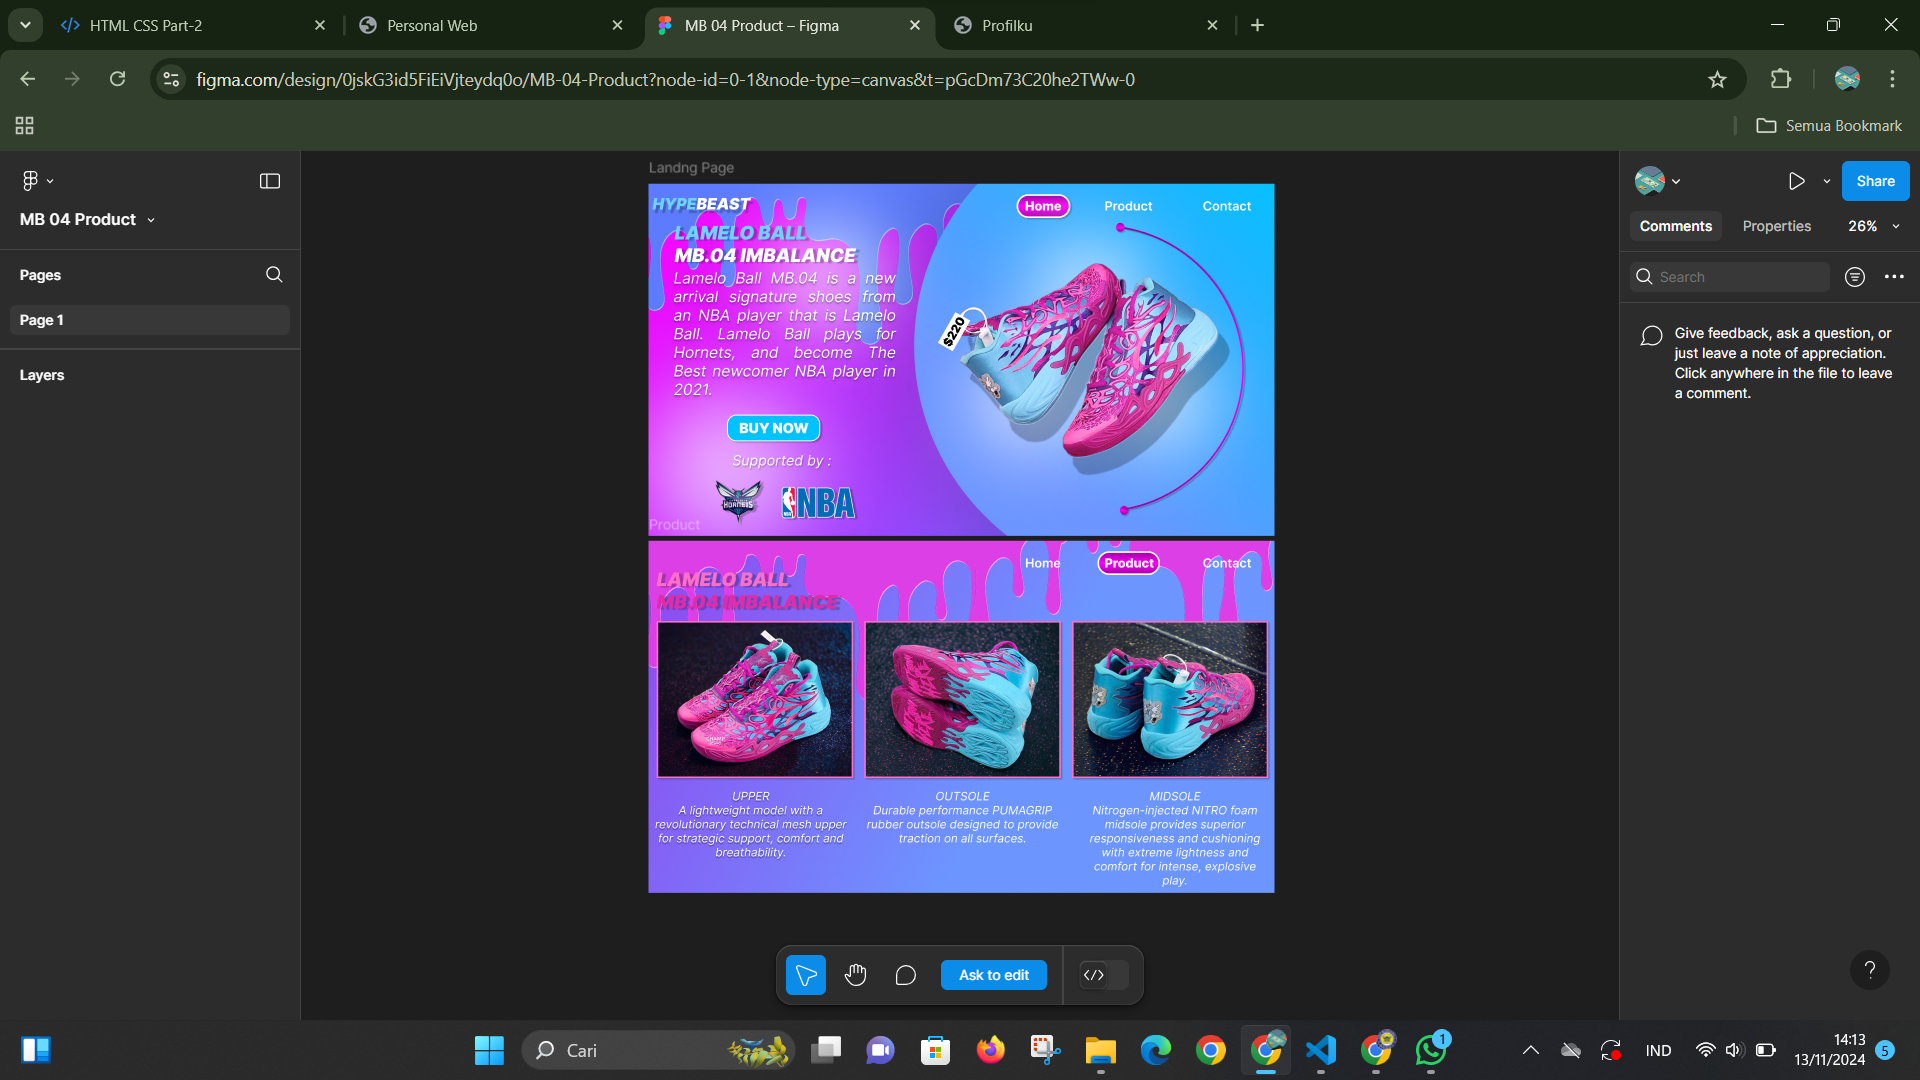 HTML CSS Part-2
Personal Web
MB 04 Product – Figma
Profilku
figma.com/design/0jskG3id5FiEiVjteydq0o/MB-04-Product?node-id=0-1&node-type=canvas&t=pGcDm73C20he2TWw-0
Semua Bookmark
MB 04 Product
Pages
Page 1
Layers
Landng Page
HYPEBEAST
Home
Product
Contact
LAMELO BALL
MB.04 IMBALANCE
Lamelo Ball MB.04 is a new
arrival signature shoes from
an NBA player that is Lamelo
Ball. Lamelo Ball plays for
Hornets, and become The
Best newcomer NBA player in
2021.
$220
BUY NOW
Supported by :
HORNETS
NBA
Product
Home
Product
Contact
LAMELO BALL
MB.04 IMBALANCE
UPPER
A lightweight model with a
revolutionary technical mesh upper
for strategic support, comfort and
breathability.
OUTSOLE
Durable performance PUMAGRIP
rubber outsole designed to provide
traction on all surfaces.
MIDSOLE
Nitrogen-injected NITRO foam
midsole provides superior
responsiveness and cushioning
with extreme lightness and
comfort for intense, explosive
play.
Share
Comments
Properties
26%
Search
Give feedback, ask a question, or
just leave a note of appreciation.
Click anywhere in the file to leave
a comment.
Ask to edit
?
Cari
1
IND
14:13
13/11/2024
5